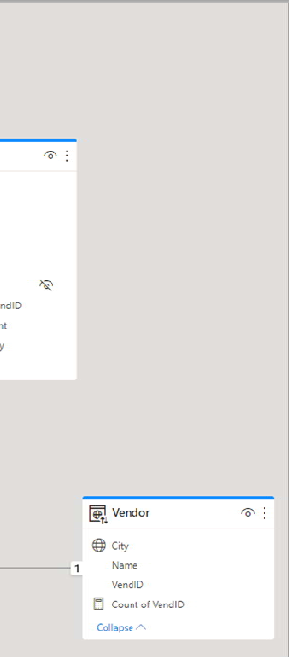 ndID
nt
y
Vendor
City
Name
1
VendID
Count of VendID
Collapse